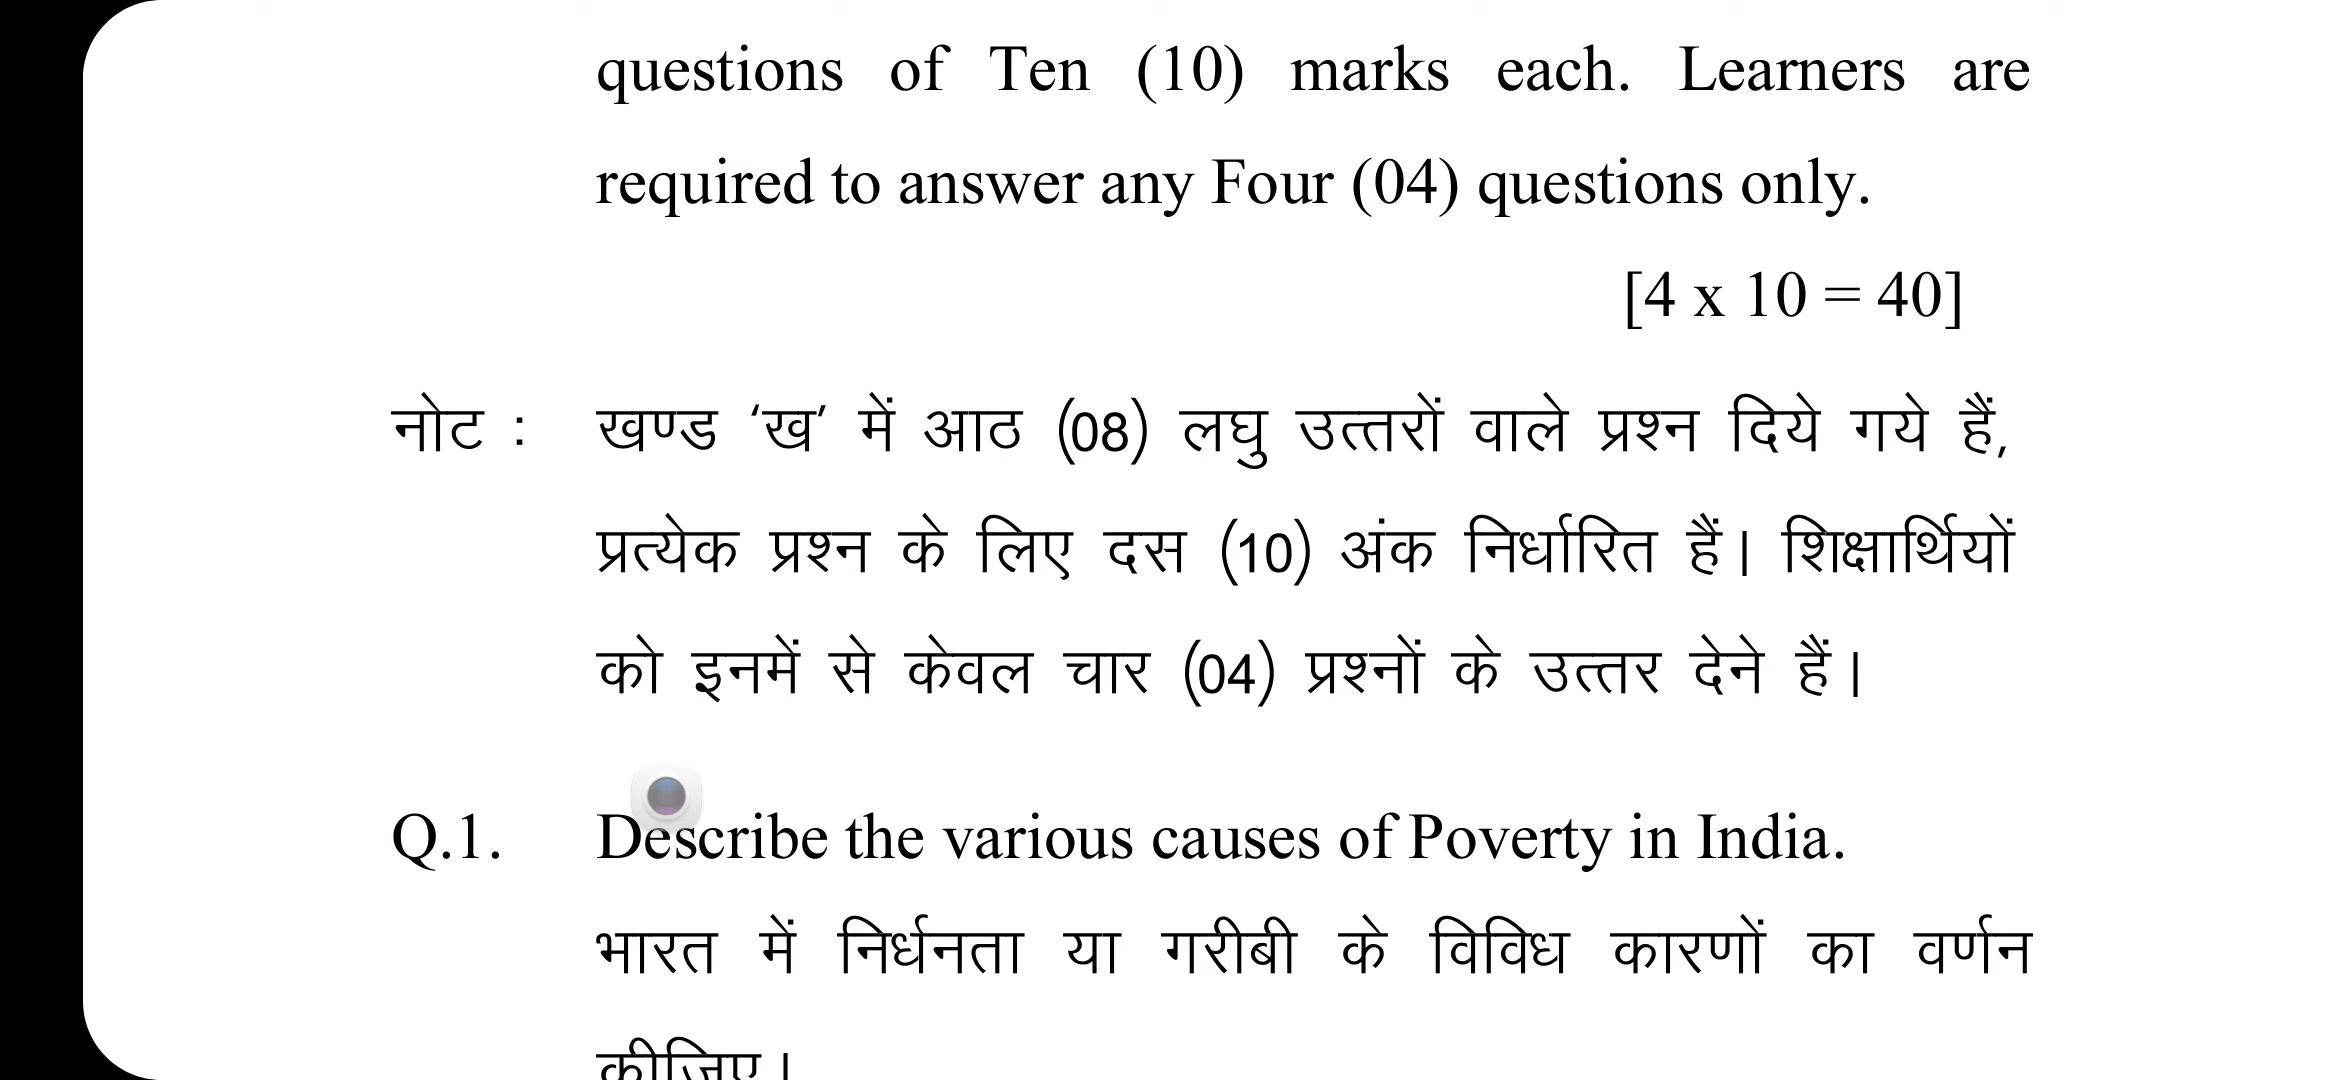 questions of Ten (10) marks each. Learners are
required to answer any Four (04) questions only.
[4 x 10 = 40]
नोट : खण्ड ‘ख’ में आठ (08) लघु उत्तरों वाले प्रश्न दिये गये हैं,
प्रत्येक प्रश्न के लिए दस (10) अंक निर्धारित हैं। शिक्षार्थियों
को इनमें से केवल चार (04) प्रश्नों के उत्तर देने हैं।
Q.1. Describe the various causes of Poverty in India.
भारत में निर्धनता या गरीबी के विविध कारणों का वर्णन
कीजिए।